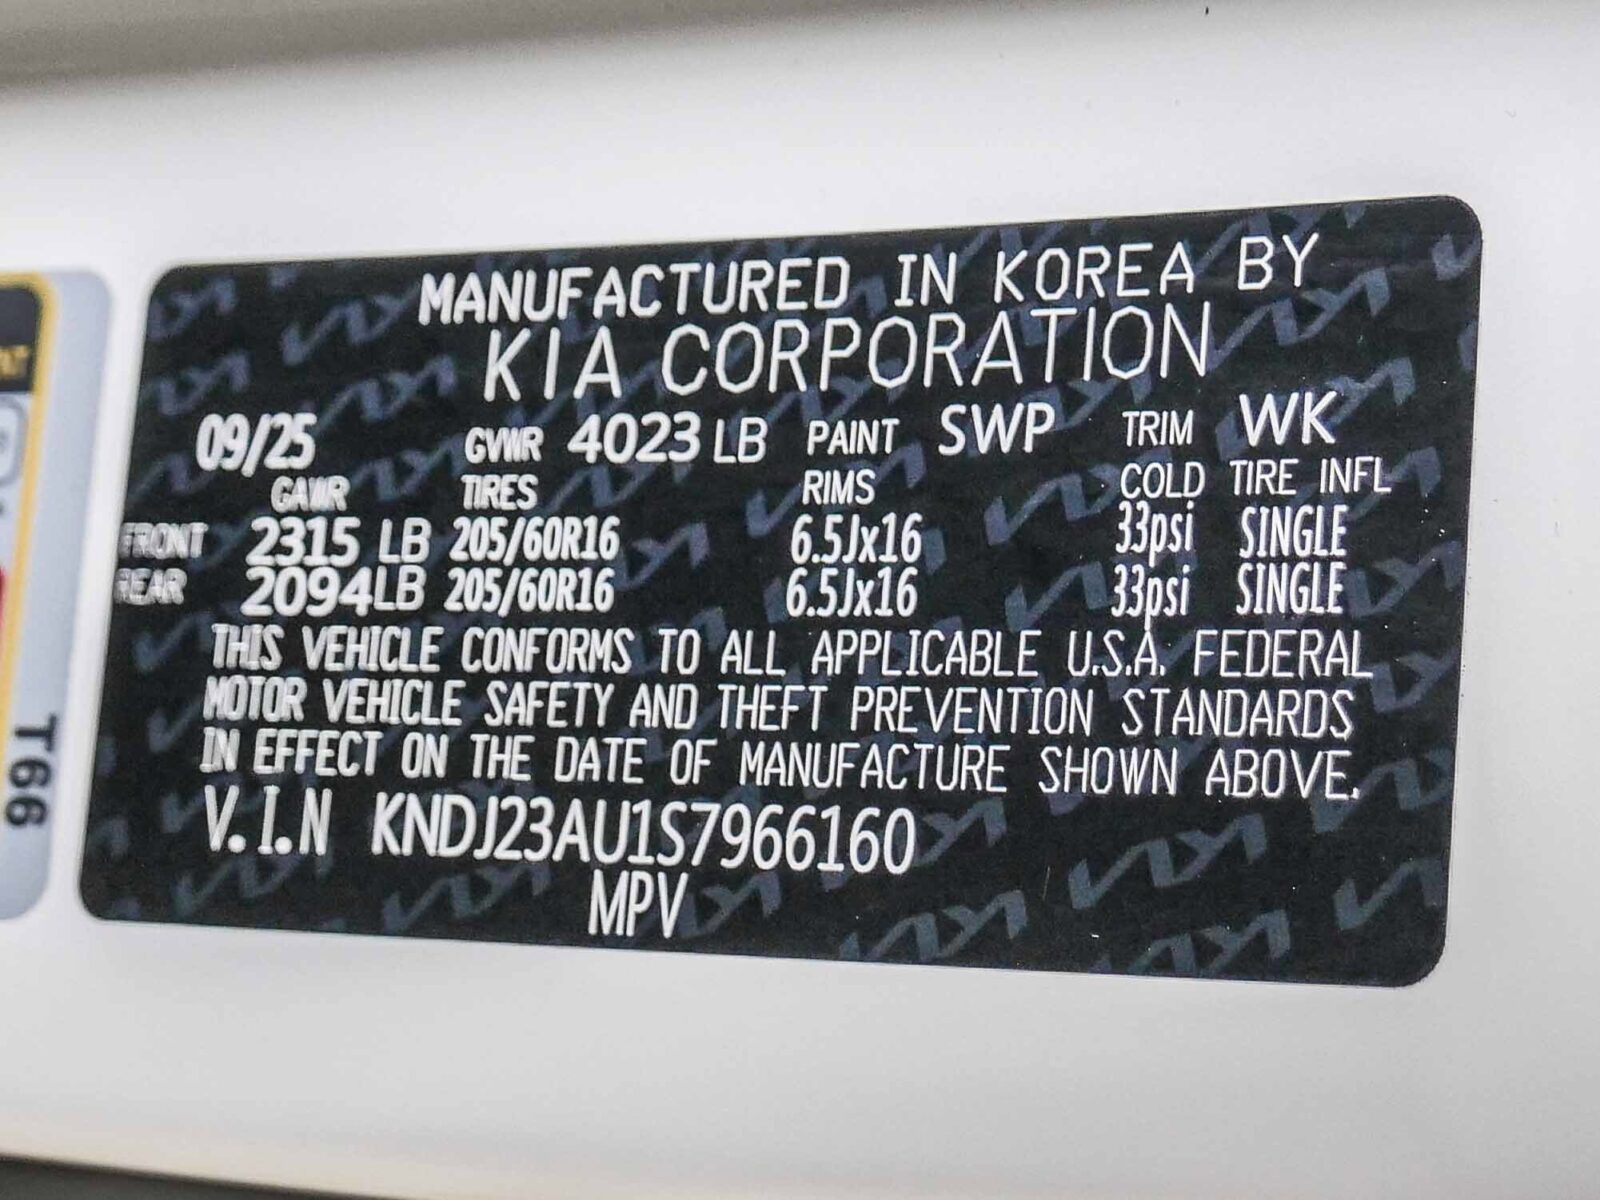 MANUFACTURED IN KOREA BY
KIA CORPORATION
09/25 GVWR 4023 LB PAINT SWP TRIM WK
GAWR TIRES RIMS COLD TIRE INFL
FRONT 2315 LB 205/60R16 6.5Jx16 33psi SINGLE
REAR 2094LB 205/60R16 6.5Jx16 33psi SINGLE
THIS VEHICLE CONFORMS TO ALL APPLICABLE U.S.A. FEDERAL
MOTOR VEHICLE SAFETY AND THEFT PREVENTION STANDARDS
IN EFFECT ON THE DATE OF MANUFACTURE SHOWN ABOVE.
V.I.N KNDJ23AU1S7966160
MPV
T66